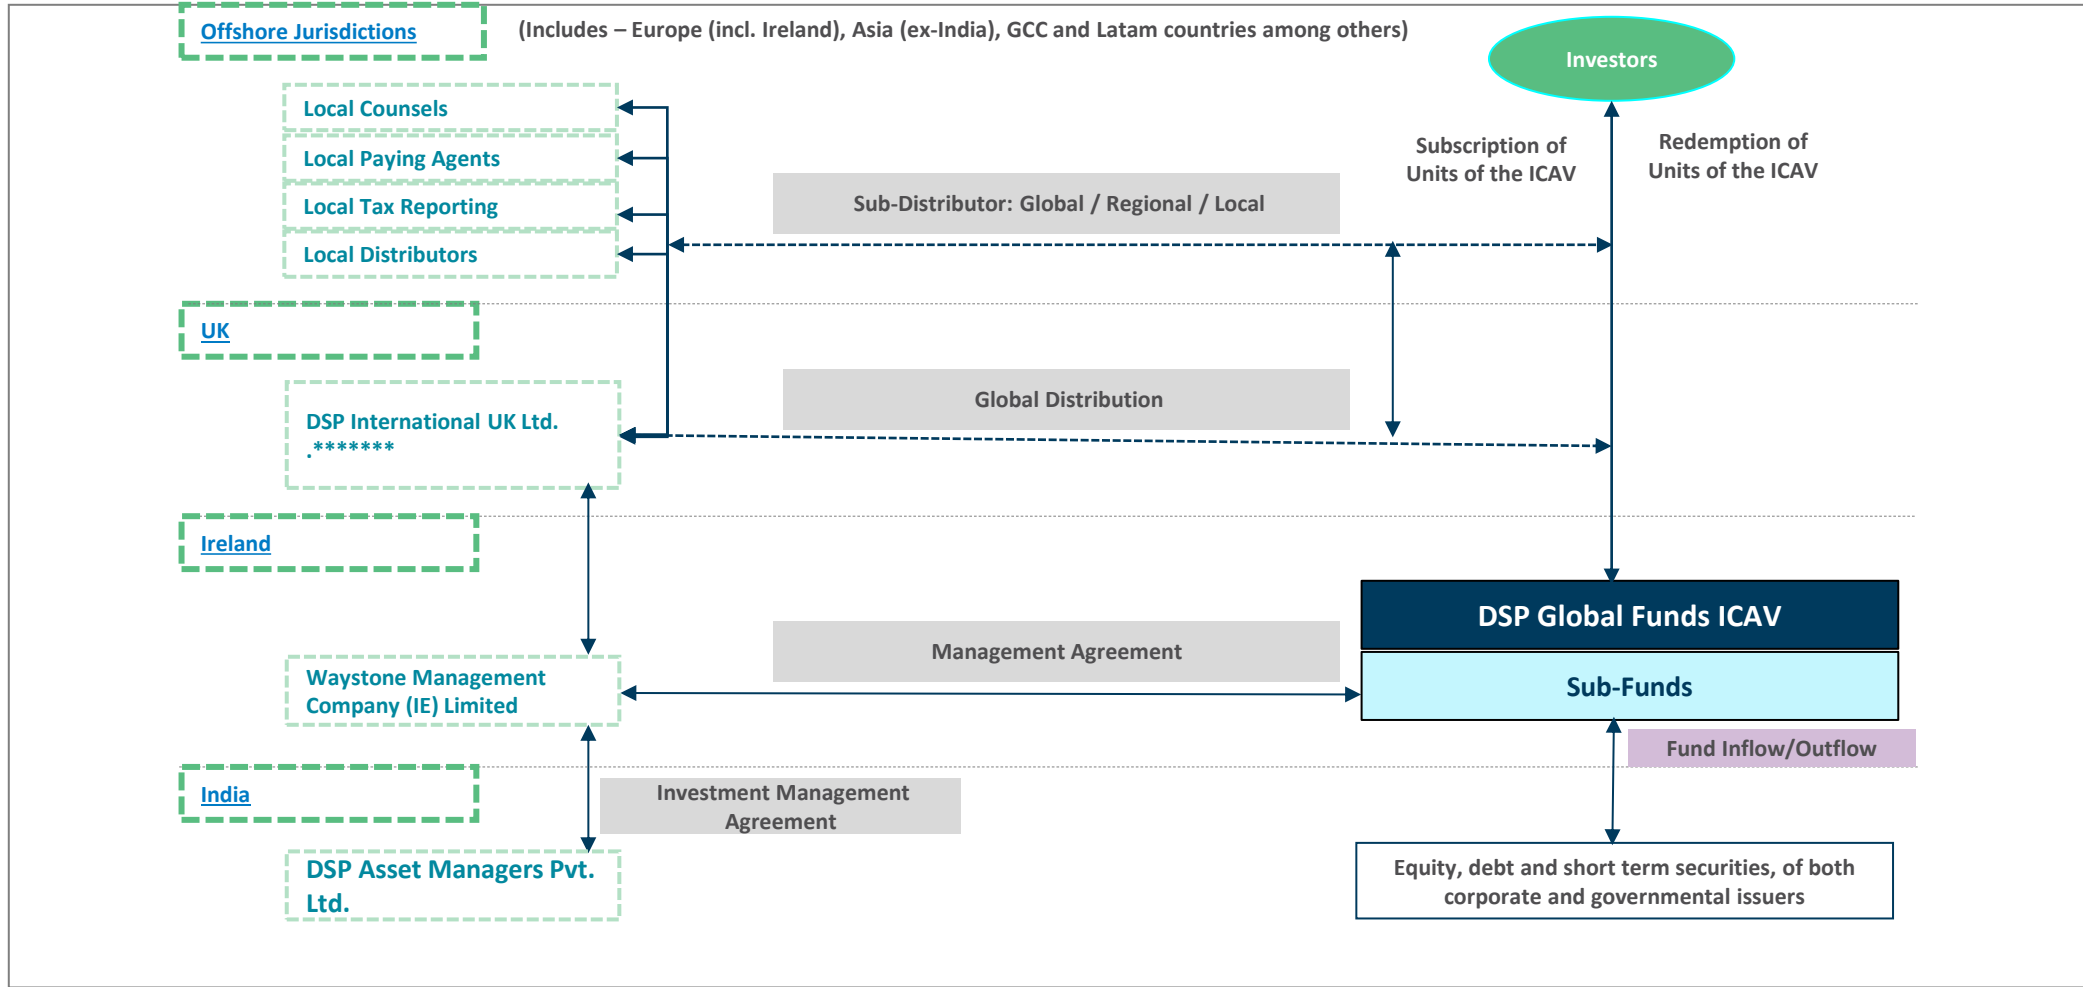 Offshore Jurisdictions
(Includes – Europe (incl. Ireland), Asia (ex-India), GCC and Latam countries among others)
Investors
Local Counsels
Local Paying Agents
Local Tax Reporting
Local Distributors
Sub-Distributor: Global / Regional / Local
Subscription of
Units of the ICAV
Redemption of
Units of the ICAV
UK
DSP International UK Ltd.
.*******
Global Distribution
Ireland
DSP Global Funds ICAV
Sub-Funds
Waystone Management
Company (IE) Limited
Management Agreement
Fund Inflow/Outflow
India
Investment Management
Agreement
DSP Asset Managers Pvt.
Ltd.
Equity, debt and short term securities, of both
corporate and governmental issuers